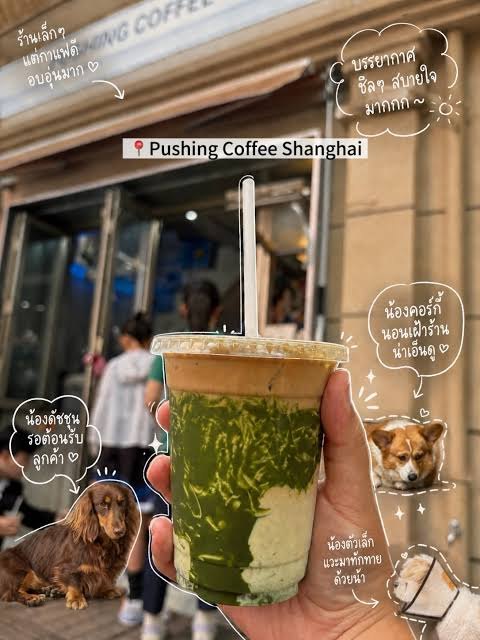 PUSHING COFFEE
ร้านเล็กๆ
แต่กาแฟดี
อบอุ่นมาก ♡
บรรยากาศ
ชิลๆ สบายใจ
มากกก ~
📍Pushing Coffee Shanghai
น้องคอร์กี้
นอนเฝ้าร้าน
น่าเอ็นดู ♡
น้องดัชชุน
รอต้อนรับ
ลูกค้า ♡
น้องตัวเล็ก
แวะมาทักทาย
ด้วยน้า